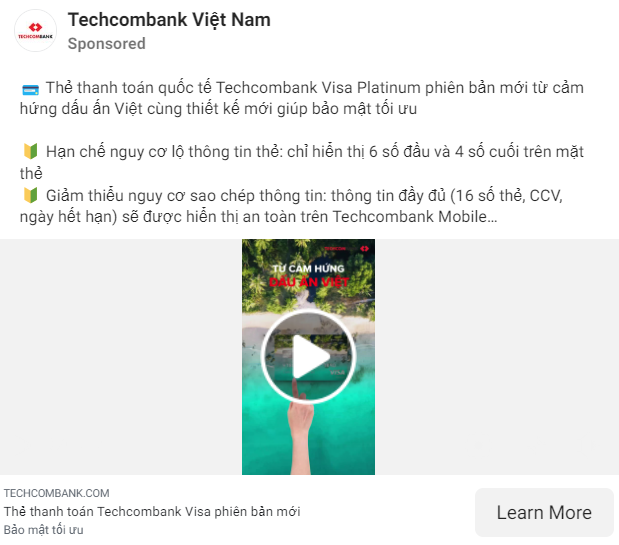 Techcombank Việt Nam
TECHCOMBANK
Sponsored
Thẻ thanh toán quốc tế Techcombank Visa Platinum phiên bản mới từ cảm
hứng dấu ấn Việt cùng thiết kế mới giúp bảo mật tối ưu
Hạn chế nguy cơ lộ thông tin thẻ: chỉ hiển thị 6 số đầu và 4 số cuối trên mặt
thẻ
Giảm thiểu nguy cơ sao chép thông tin: thông tin đầy đủ (16 số thẻ, CCV,
ngày hết hạn) sẽ được hiển thị an toàn trên Techcombank Mobile...
TECHCOMBANK
TỪ CẢM HỨNG
DẤU ẤN VIỆT
TECHCOMBANK.COM
Thẻ thanh toán Techcombank Visa phiên bản mới
Bảo mật tối ưu
Learn More